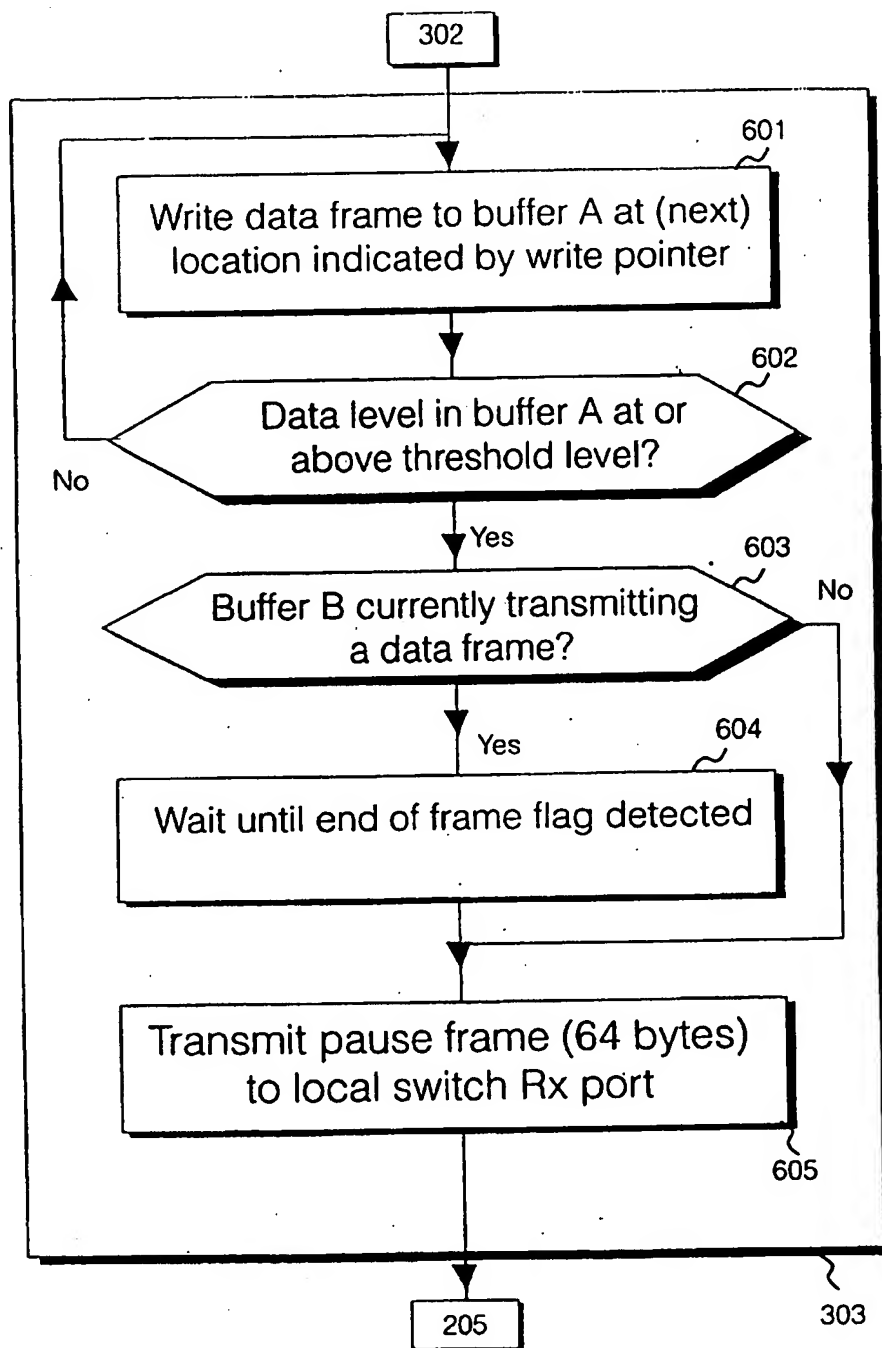 302
601
Write data frame to buffer A at (next)
location indicated by write pointer
602
Data level in buffer A at or
above threshold level?
No
Yes
603
Buffer B currently transmitting
a data frame?
No
Yes
604
Wait until end of frame flag detected
Transmit pause frame (64 bytes)
to local switch Rx port
605
303
205